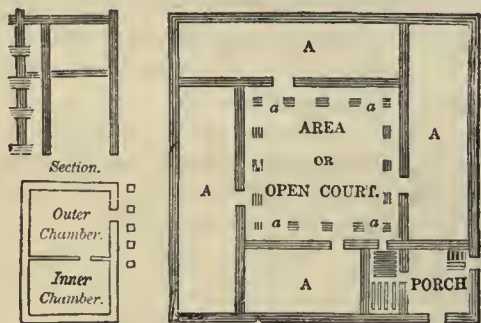 Section.
Outer
Chamber.
Inner
Chamber.
A
a a
AREA
A OR A
OPEN COURT.
a a
A
PORCH